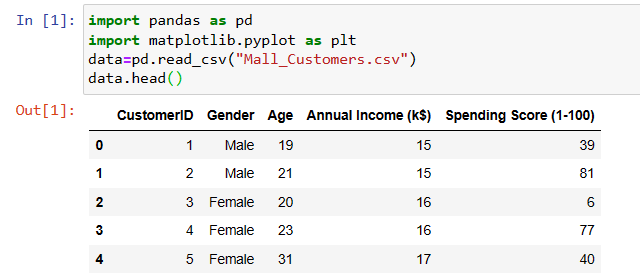 In [1]: import pandas as pd
import matplotlib.pyplot as plt
data=pd.read_csv("Mall_Customers.csv")
data.head()
Out[1]:
CustomerID Gender Age Annual Income (k$) Spending Score (1-100)
0 1 Male 19 15 39
1 2 Male 21 15 81
2 3 Female 20 16 6
3 4 Female 23 16 77
4 5 Female 31 17 40